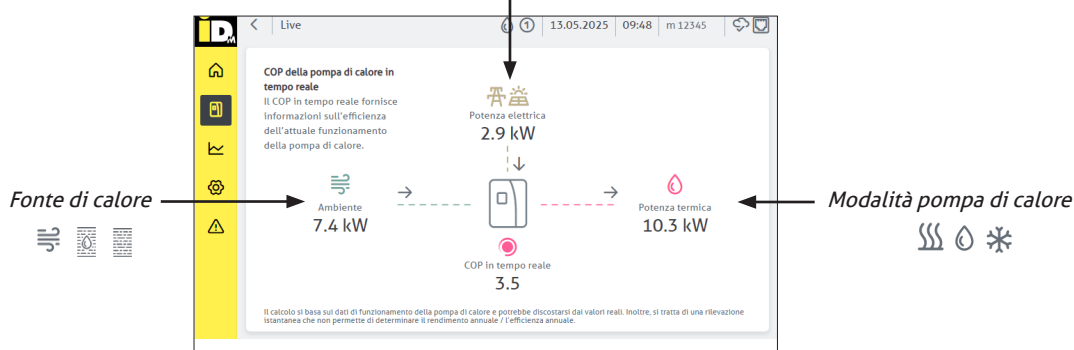 iDM
Live
1
13.05.2025
09:48
m 12345
COP della pompa di calore in
tempo reale
Il COP in tempo reale fornisce
informazioni sull'efficienza
dell'attuale funzionamento
della pompa di calore.
Potenza elettrica
2.9 kW
Fonte di calore
Ambiente
7.4 kW
Potenza termica
10.3 kW
Modalità pompa di calore
COP in tempo reale
3.5
Il calcolo si basa sui dati di funzionamento della pompa di calore e potrebbe discostarsi dai valori reali. Inoltre, si tratta di una rilevazione
istantanea che non permette di determinare il rendimento annuale / l'efficienza annuale.